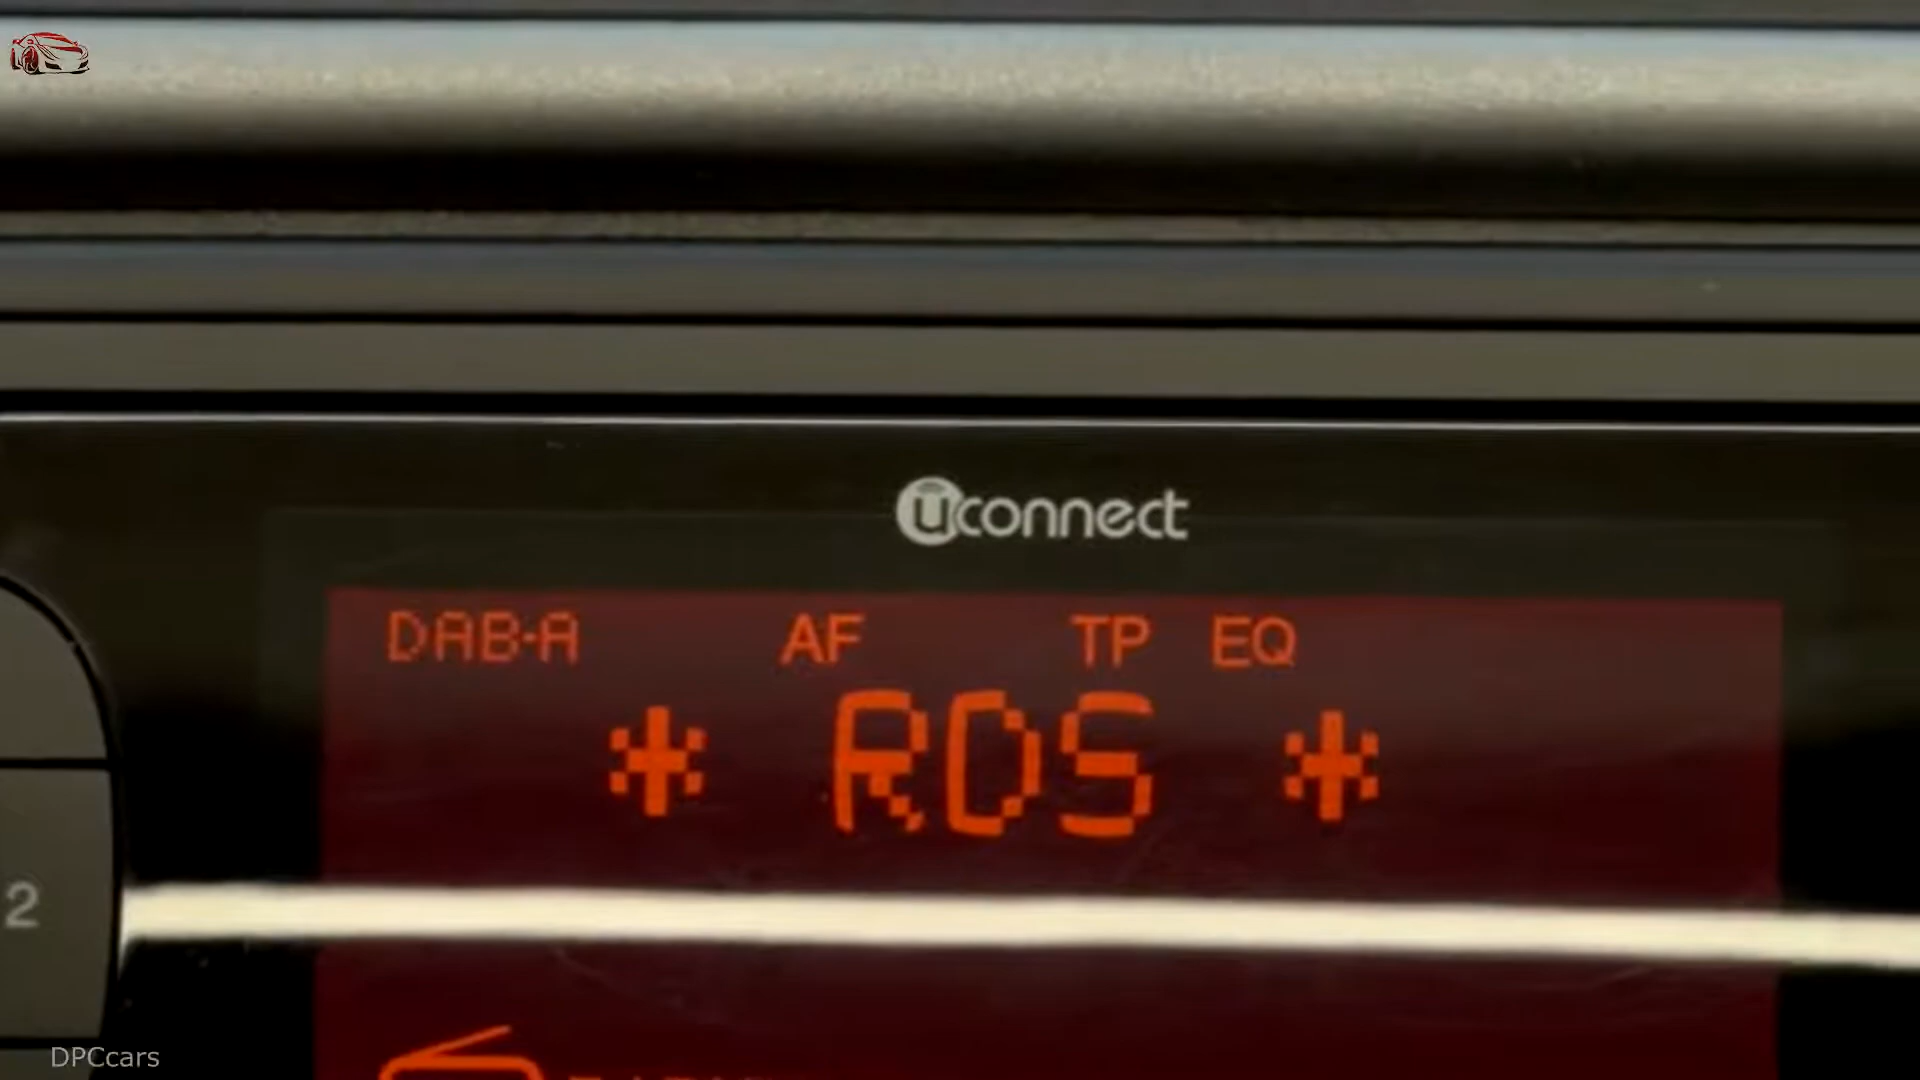 uconnect
DAB-A AF TP EQ
* RDS *
2
DPCcars